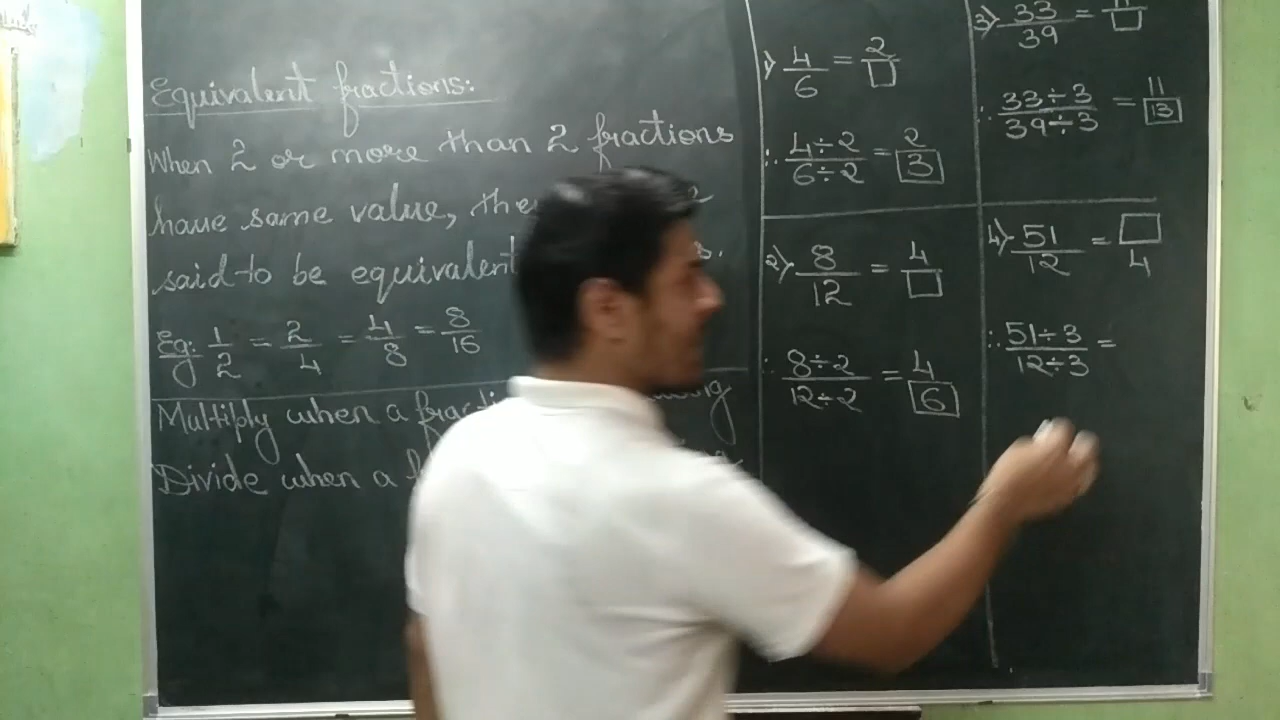 Equivalent fractions:
When 2 or more than 2 fractions
have same value, the
said to be equivalent
Eg: 1/2 = 2/4 = 4/8 = 8/16
Multiply when a
Divide when a
1) 4/6 = 2/□
∴ 4÷2/6÷2 = 2/3
2) 8/12 = 4/□
∴ 8÷2/12÷2 = 4/6
3) 33/39 = 11/□
∴ 33÷3/39÷3 = 11/13
4) 51/12 = □/4
∴ 51÷3/12÷3 =